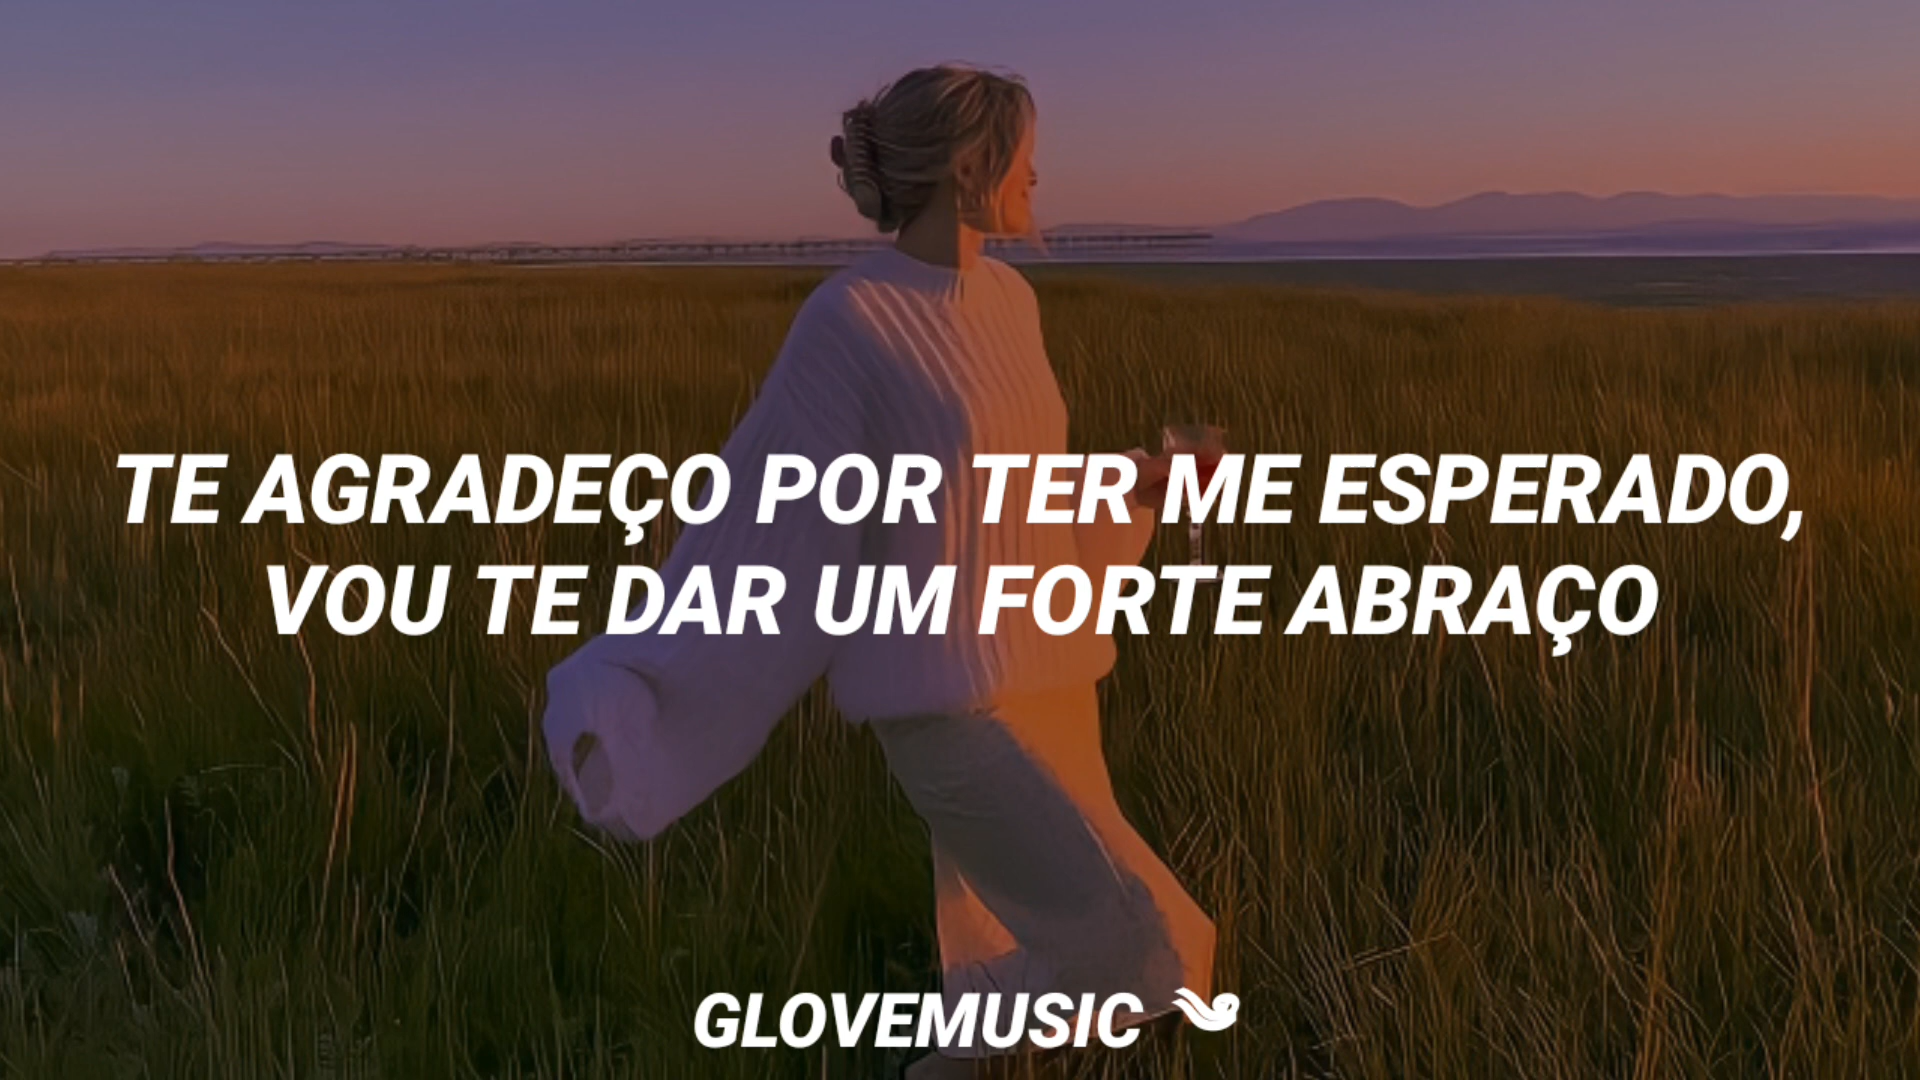 TE AGRADEÇO POR TER ME ESPERADO,
VOU TE DAR UM FORTE ABRAÇO
GLOVEMUSIC